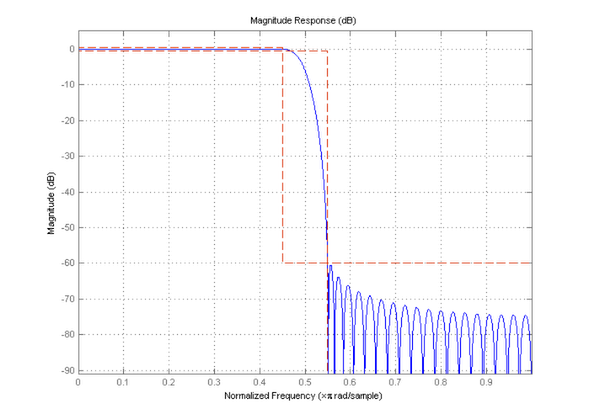 Magnitude Response (dB)
0
-10
-20
-30
-40
-50
-60
-70
-80
-90
Magnitude (dB)
0 0.1 0.2 0.3 0.4 0.5 0.6 0.7 0.8 0.9
Normalized Frequency (×π rad/sample)